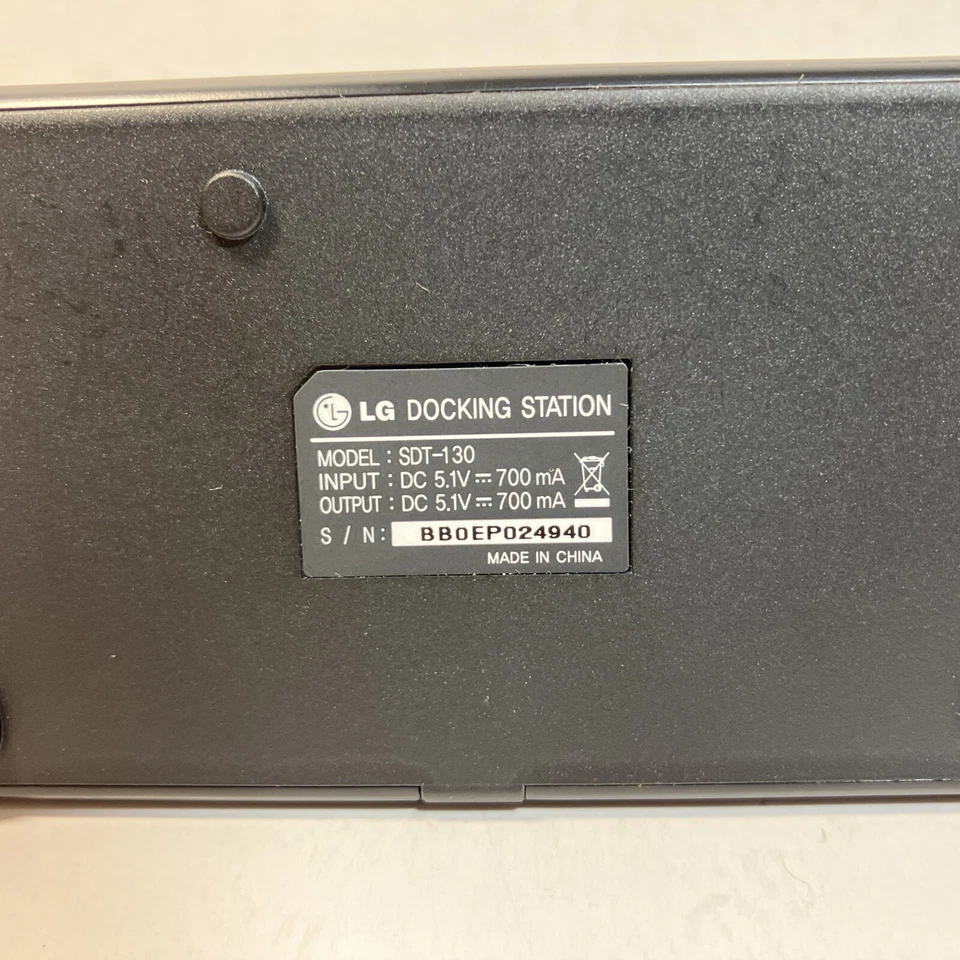 LG DOCKING STATION
MODEL : SDT-130
INPUT : DC 5.1V⎓700 mA
OUTPUT : DC 5.1V⎓700 mA
S / N: BB0EP024940
MADE IN CHINA